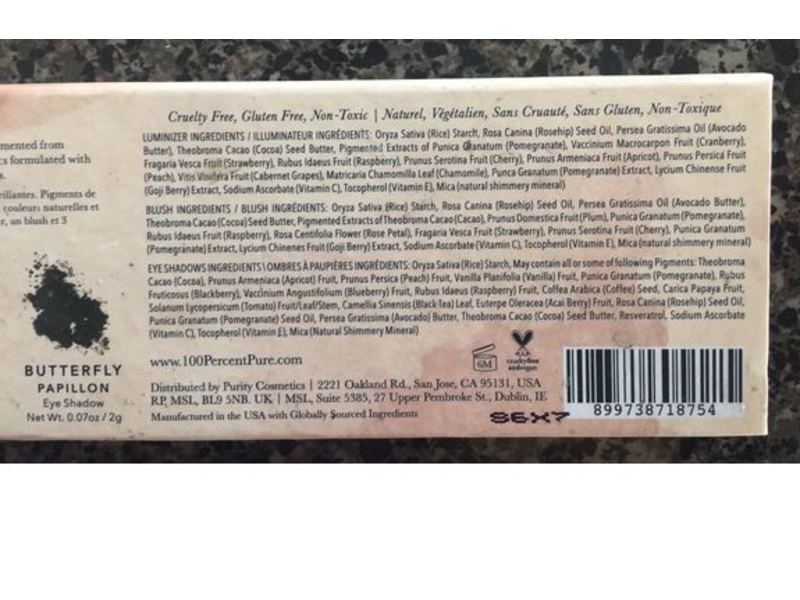 Cruelty Free, Gluten Free, Non-Toxic | Naturel, Végétalien, Sans Cruauté, Sans Gluten, Non-Toxique
LUMINIZER INGREDIENTS / ILLUMINATEUR INGRÉDIENTS: Oryza Sativa (Rice) Starch, Rosa Canina (Rosehip) Seed Oil, Persea Gratissima Oil (Avocado
Butter), Theobroma Cacao (Cocoa) Seed Butter, Pigmented Extracts of Punica Granatum (Pomegranate), Vaccinium Macrocarpon Fruit (Cranberry),
Fragaria Vesca Fruit (Strawberry), Rubus Idaeus Fruit (Raspberry), Prunus Serotina Fruit (Cherry), Prunus Armeniaca Fruit (Apricot), Prunus Persica Fruit
(Peach), Vitis Vinifera Fruit (Cabernet Grapes), Matricaria Chamomilla Leaf (Chamomile), Punca Granatum (Pomegranate) Extract, Lycium Chinense Fruit
(Goji Berry) Extract, Sodium Ascorbate (Vitamin C), Tocopherol (Vitamin E), Mica (natural shimmery mineral)
BLUSH INGREDIENTS / BLUSH INGRÉDIENTS: Oryza Sativa (Rice) Starch, Rosa Canina (Rosehip) Seed Oil, Persea Gratissima Oil (Avocado Butter),
Theobroma Cacao (Cocoa) Seed Butter, Pigmented Extracts of Theobroma Cacao (Cacao), Prunus Domestica Fruit (Plum), Punica Granatum (Pomegranate),
Rubus Idaeus Fruit (Raspberry), Rosa Centifolia Flower (Rose Petal), Fragaria Vesca Fruit (Strawberry), Prunus Serotina Fruit (Cherry), Punica Granatum
(Pomegranate) Extract, Lycium Chinenes Fruit (Goji Berry) Extract, Sodium Ascorbate (Vitamin C), Tocopherol (Vitamin E), Mica (natural shimmery mineral)
EYE SHADOWS INGREDIENTS \ OMBRES À PAUPIÈRES INGRÉDIENTS: Oryza Sativa (Rice) Starch, May contain all or some of following Pigments: Theobroma
Cacao (Cocoa), Prunus Armeniaca (Apricot) Fruit, Prunus Persica (Peach) Fruit, Vanilla Planifolia (Vanilla) Fruit, Punica Granatum (Pomegranate), Rubus
Fruticosus (Blackberry), Vaccinium Angustifolium (Blueberry) Fruit, Rubus Idaeus (Raspberry) Fruit, Coffea Arabica (Coffee) Seed, Carica Papaya Fruit,
Solanum Lycopersicum (Tomato) Fruit/Leaf/Stem, Camellia Sinensis (Black Tea) Leaf, Euterpe Oleracea (Acai Berry) Fruit, Rosa Canina (Rosehip) Seed Oil,
Punica Granatum (Pomegranate) Seed Oil, Persea Gratissima (Avocado) Butter, Theobroma Cacao (Cocoa) Seed Butter, Resveratrol, Sodium Ascorbate
(Vitamin C), Tocopherol (Vitamin E), Mica (Natural Shimmery Mineral)
www.100PercentPure.com
Distributed by Purity Cosmetics | 2221 Oakland Rd., San Jose, CA 95131, USA
RP, MSL, BL9 5NB. UK | MSL, Suite 5385, 27 Upper Pembroke St., Dublin, IE
Manufactured in the USA with Globally Sourced Ingredients
6M
cruelty free
and vegan
S6X7
899738718754
mented from
cs formulated with
s.
rillantes. Pigments de
couleurs naturelles et
r, un blush et 3
BUTTERFLY
PAPILLON
Eye Shadow
Net Wt. 0.07oz / 2g